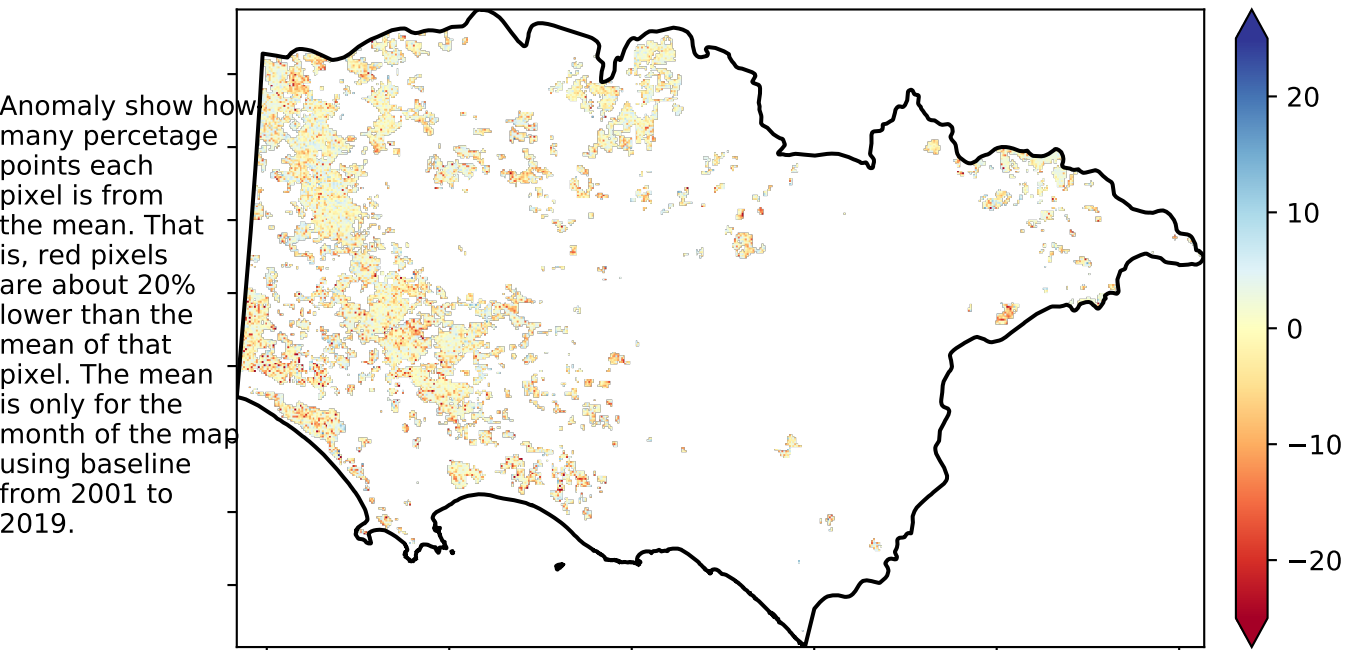 Anomaly show how
many percetage
points each
pixel is from
the mean. That
is, red pixels
are about 20%
lower than the
mean of that
pixel. The mean
is only for the
month of the map
using baseline
from 2001 to
2019.
20
10
0
−10
−20